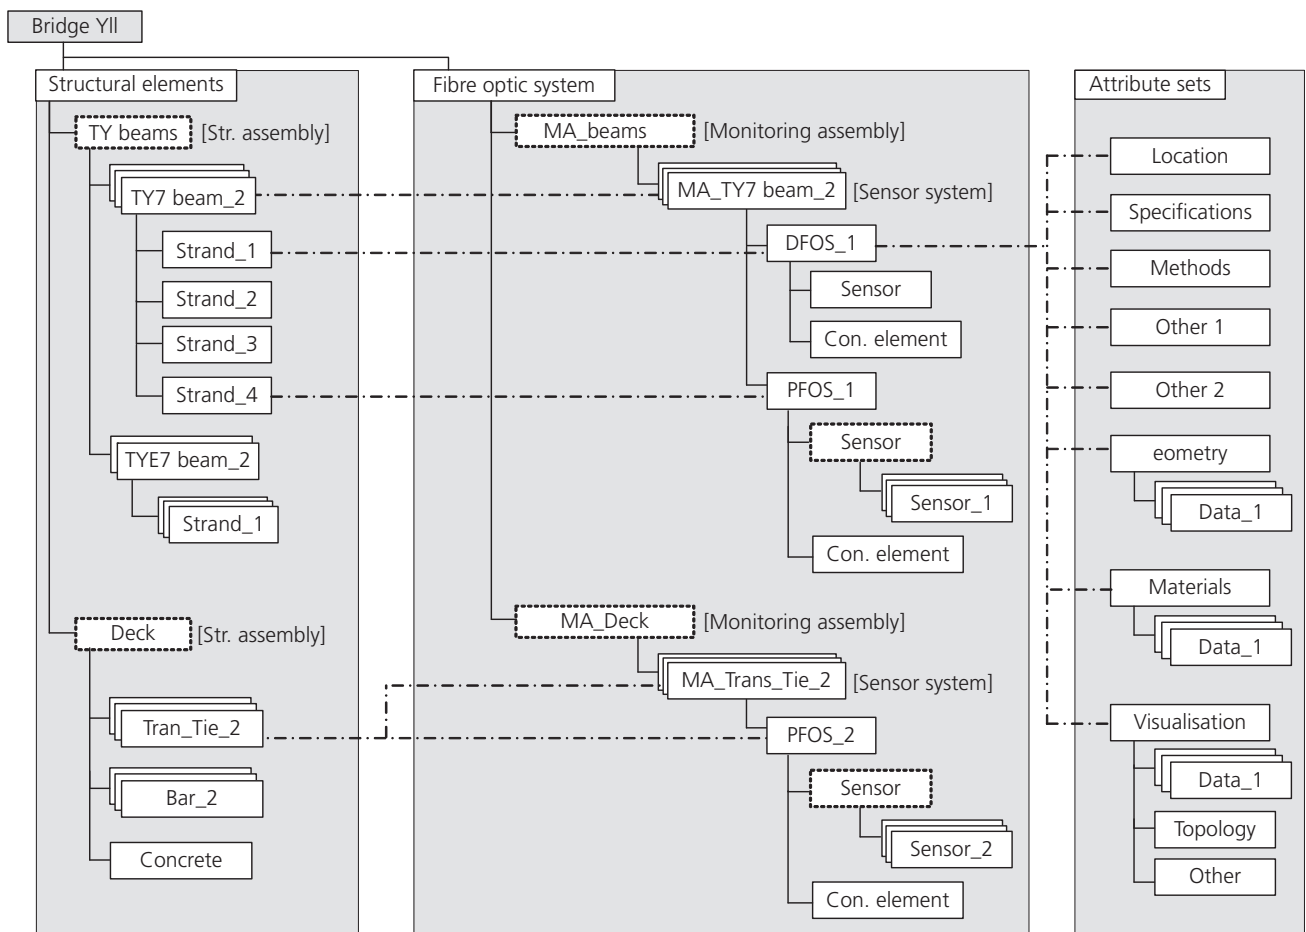 Bridge Yll
Structural elements
TY beams [Str. assembly]
TY7 beam_2
Strand_1
Strand_2
Strand_3
Strand_4
TYE7 beam_2
Strand_1
Deck [Str. assembly]
Tran_Tie_2
Bar_2
Concrete
Fibre optic system
MA_beams [Monitoring assembly]
MA_TY7 beam_2 [Sensor system]
DFOS_1
Sensor
Con. element
PFOS_1
Sensor
Sensor_1
Con. element
MA_Deck [Monitoring assembly]
MA_Trans_Tie_2 [Sensor system]
PFOS_2
Sensor
Sensor_2
Con. element
Attribute sets
Location
Specifications
Methods
Other 1
Other 2
eometry
Data_1
Materials
Data_1
Visualisation
Data_1
Topology
Other